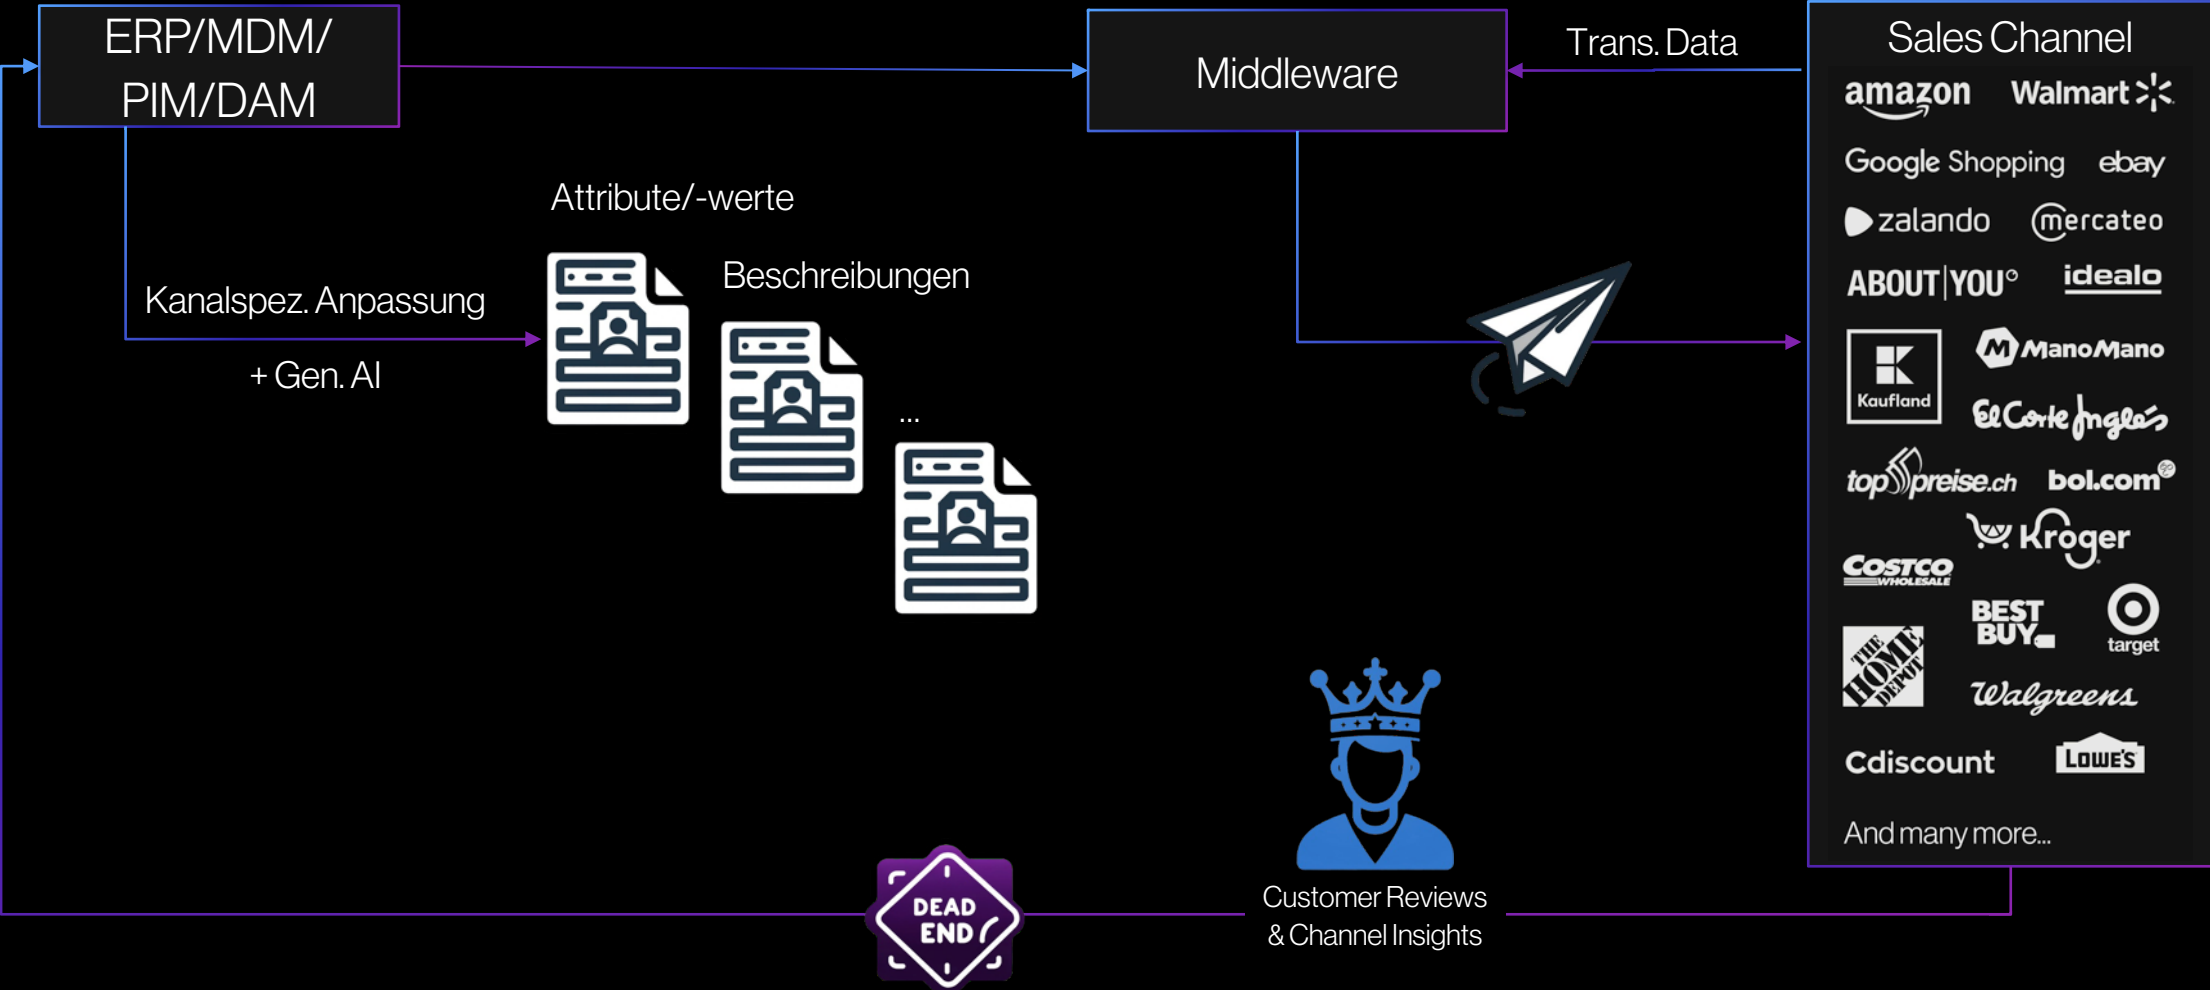 ERP/MDM/
PIM/DAM
Middleware
Trans. Data
Sales Channel
amazon Walmart
Google Shopping ebay
zalando mercateo
ABOUT|YOU° idealo
Kaufland
ManoMano
El Corte Inglés
toppreise.ch bol.com
go
Kroger
COSTCO
WHOLESALE
BEST
BUY
target
THE
HOME
DEPOT
Walgreens
Cdiscount LOWE'S
And many more...
Attribute/-werte
Beschreibungen
...
Kanalspez. Anpassung
+ Gen. AI
Customer Reviews
& Channel Insights
DEAD
END